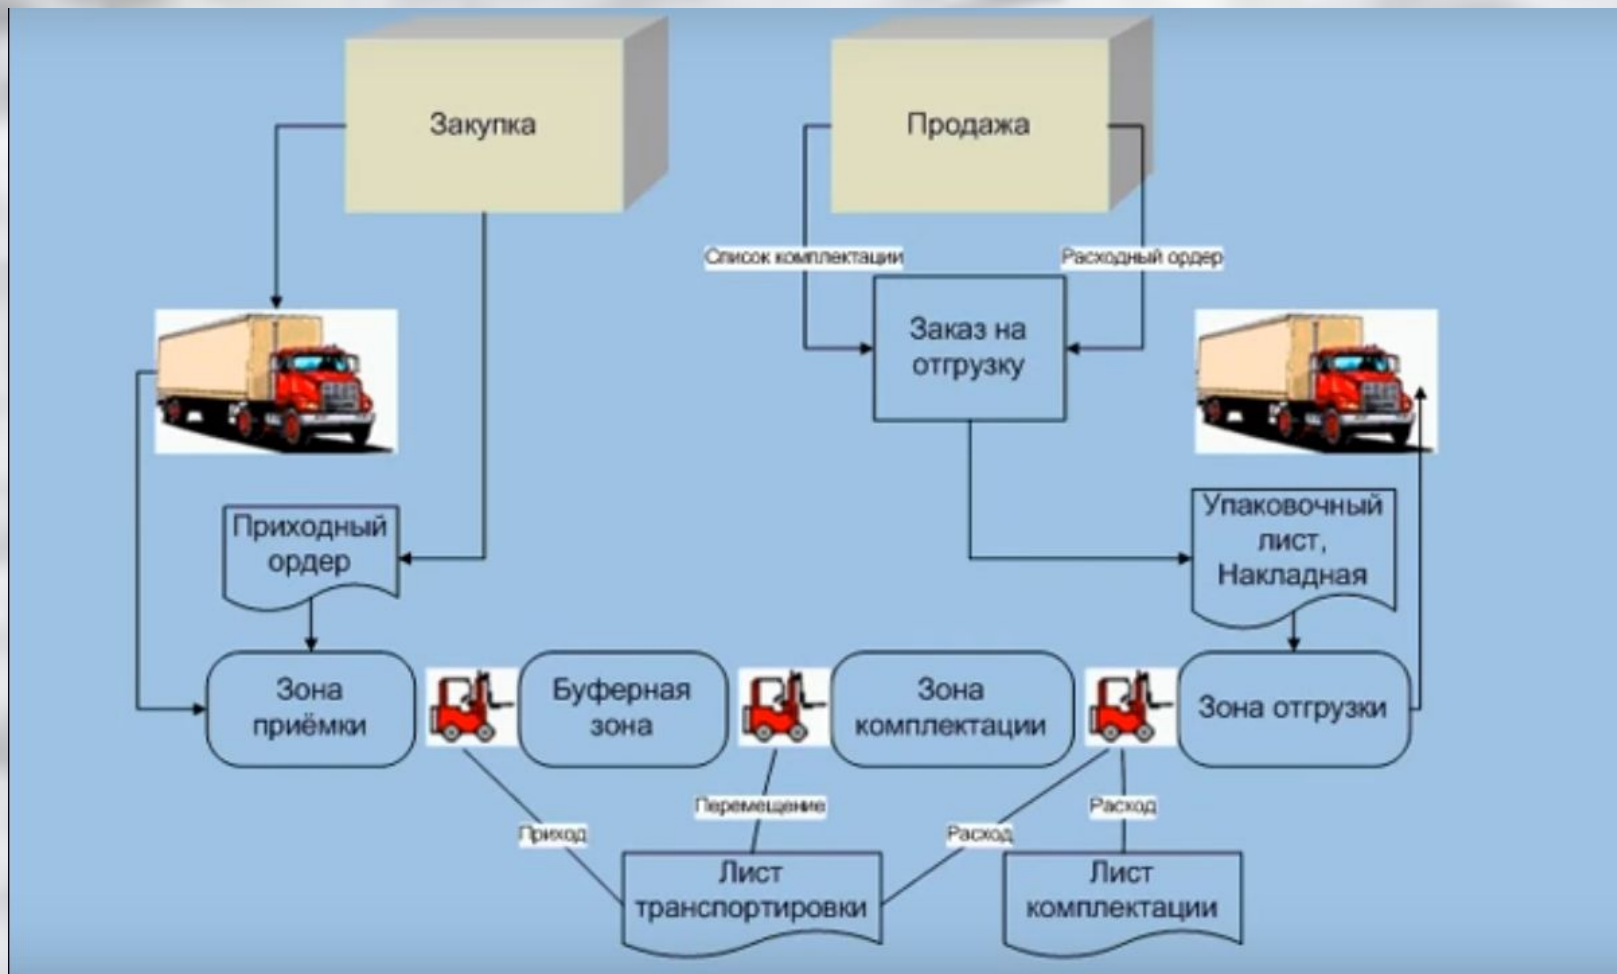 Закупка
Продажа
Список комплектации
Расходный ордер
Заказ на
отгрузку
Приходный
ордер
Упаковочный
лист,
Накладная
Зона
приёмки
Буферная
зона
Зона
комплектации
Зона отгрузки
Перемещение
Расход
Приход
Расход
Лист
транспортировки
Лист
комплектации